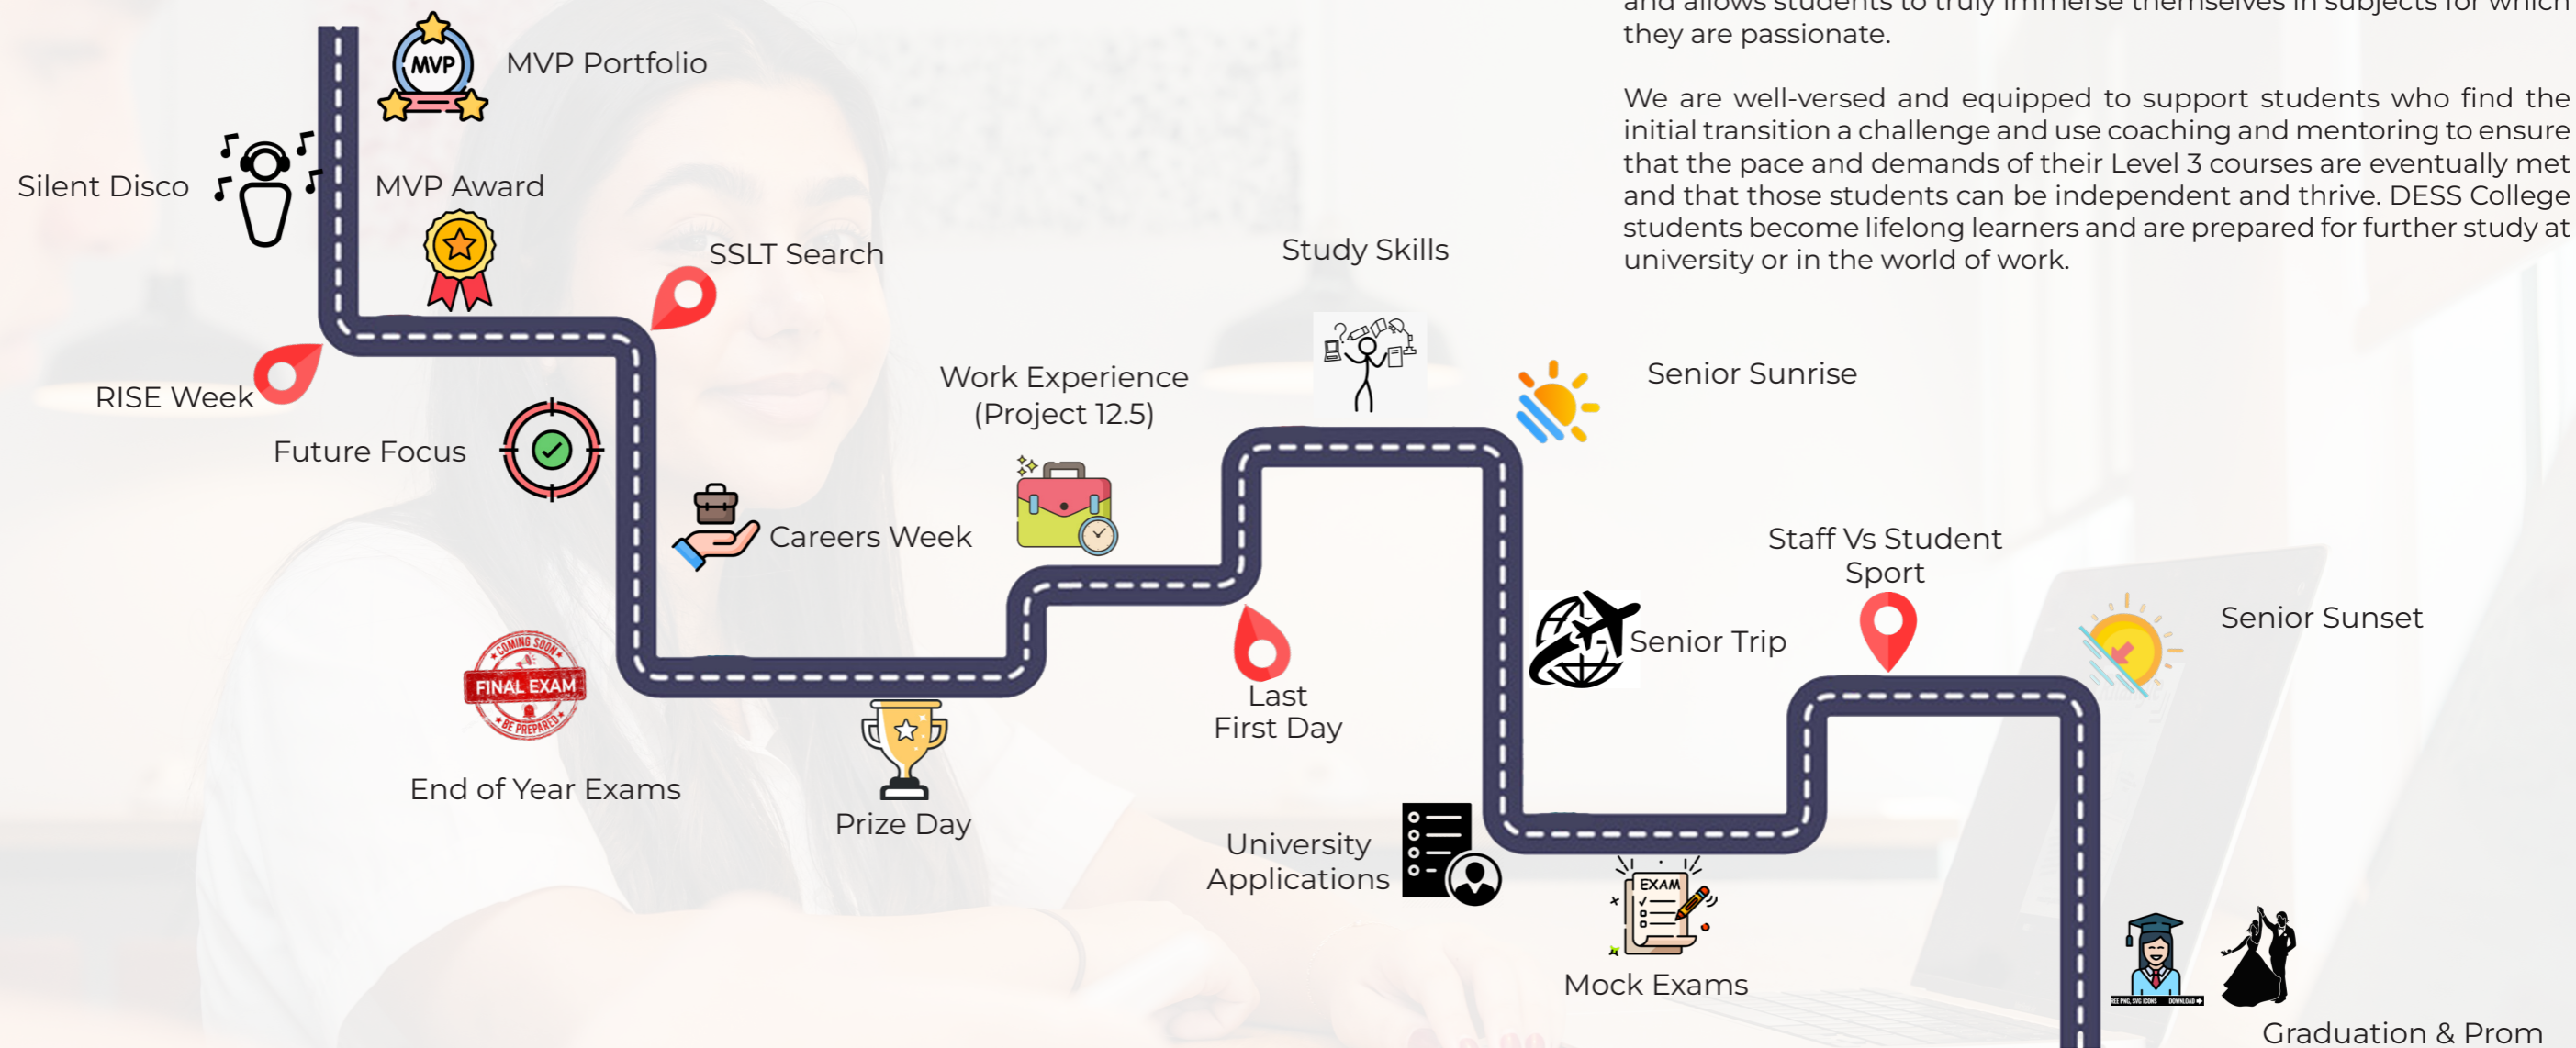 and allows students to truly immerse themselves in subjects for which
they are passionate.
We are well-versed and equipped to support students who find the
initial transition a challenge and use coaching and mentoring to ensure
that the pace and demands of their Level 3 courses are eventually met
and that those students can be independent and thrive. DESS College
students become lifelong learners and are prepared for further study at
university or in the world of work.
MVP
MVP Portfolio
Silent Disco
MVP Award
SSLT Search
RISE Week
Future Focus
Careers Week
Work Experience
(Project 12.5)
Study Skills
Senior Sunrise
COMING SOON
FINAL EXAM
BE PREPARED
End of Year Exams
Prize Day
Last
First Day
Senior Trip
Staff Vs Student
Sport
Senior Sunset
University
Applications
EXAM
Mock Exams
EE PNG, SVG ICONS DOWNLOAD
Graduation & Prom